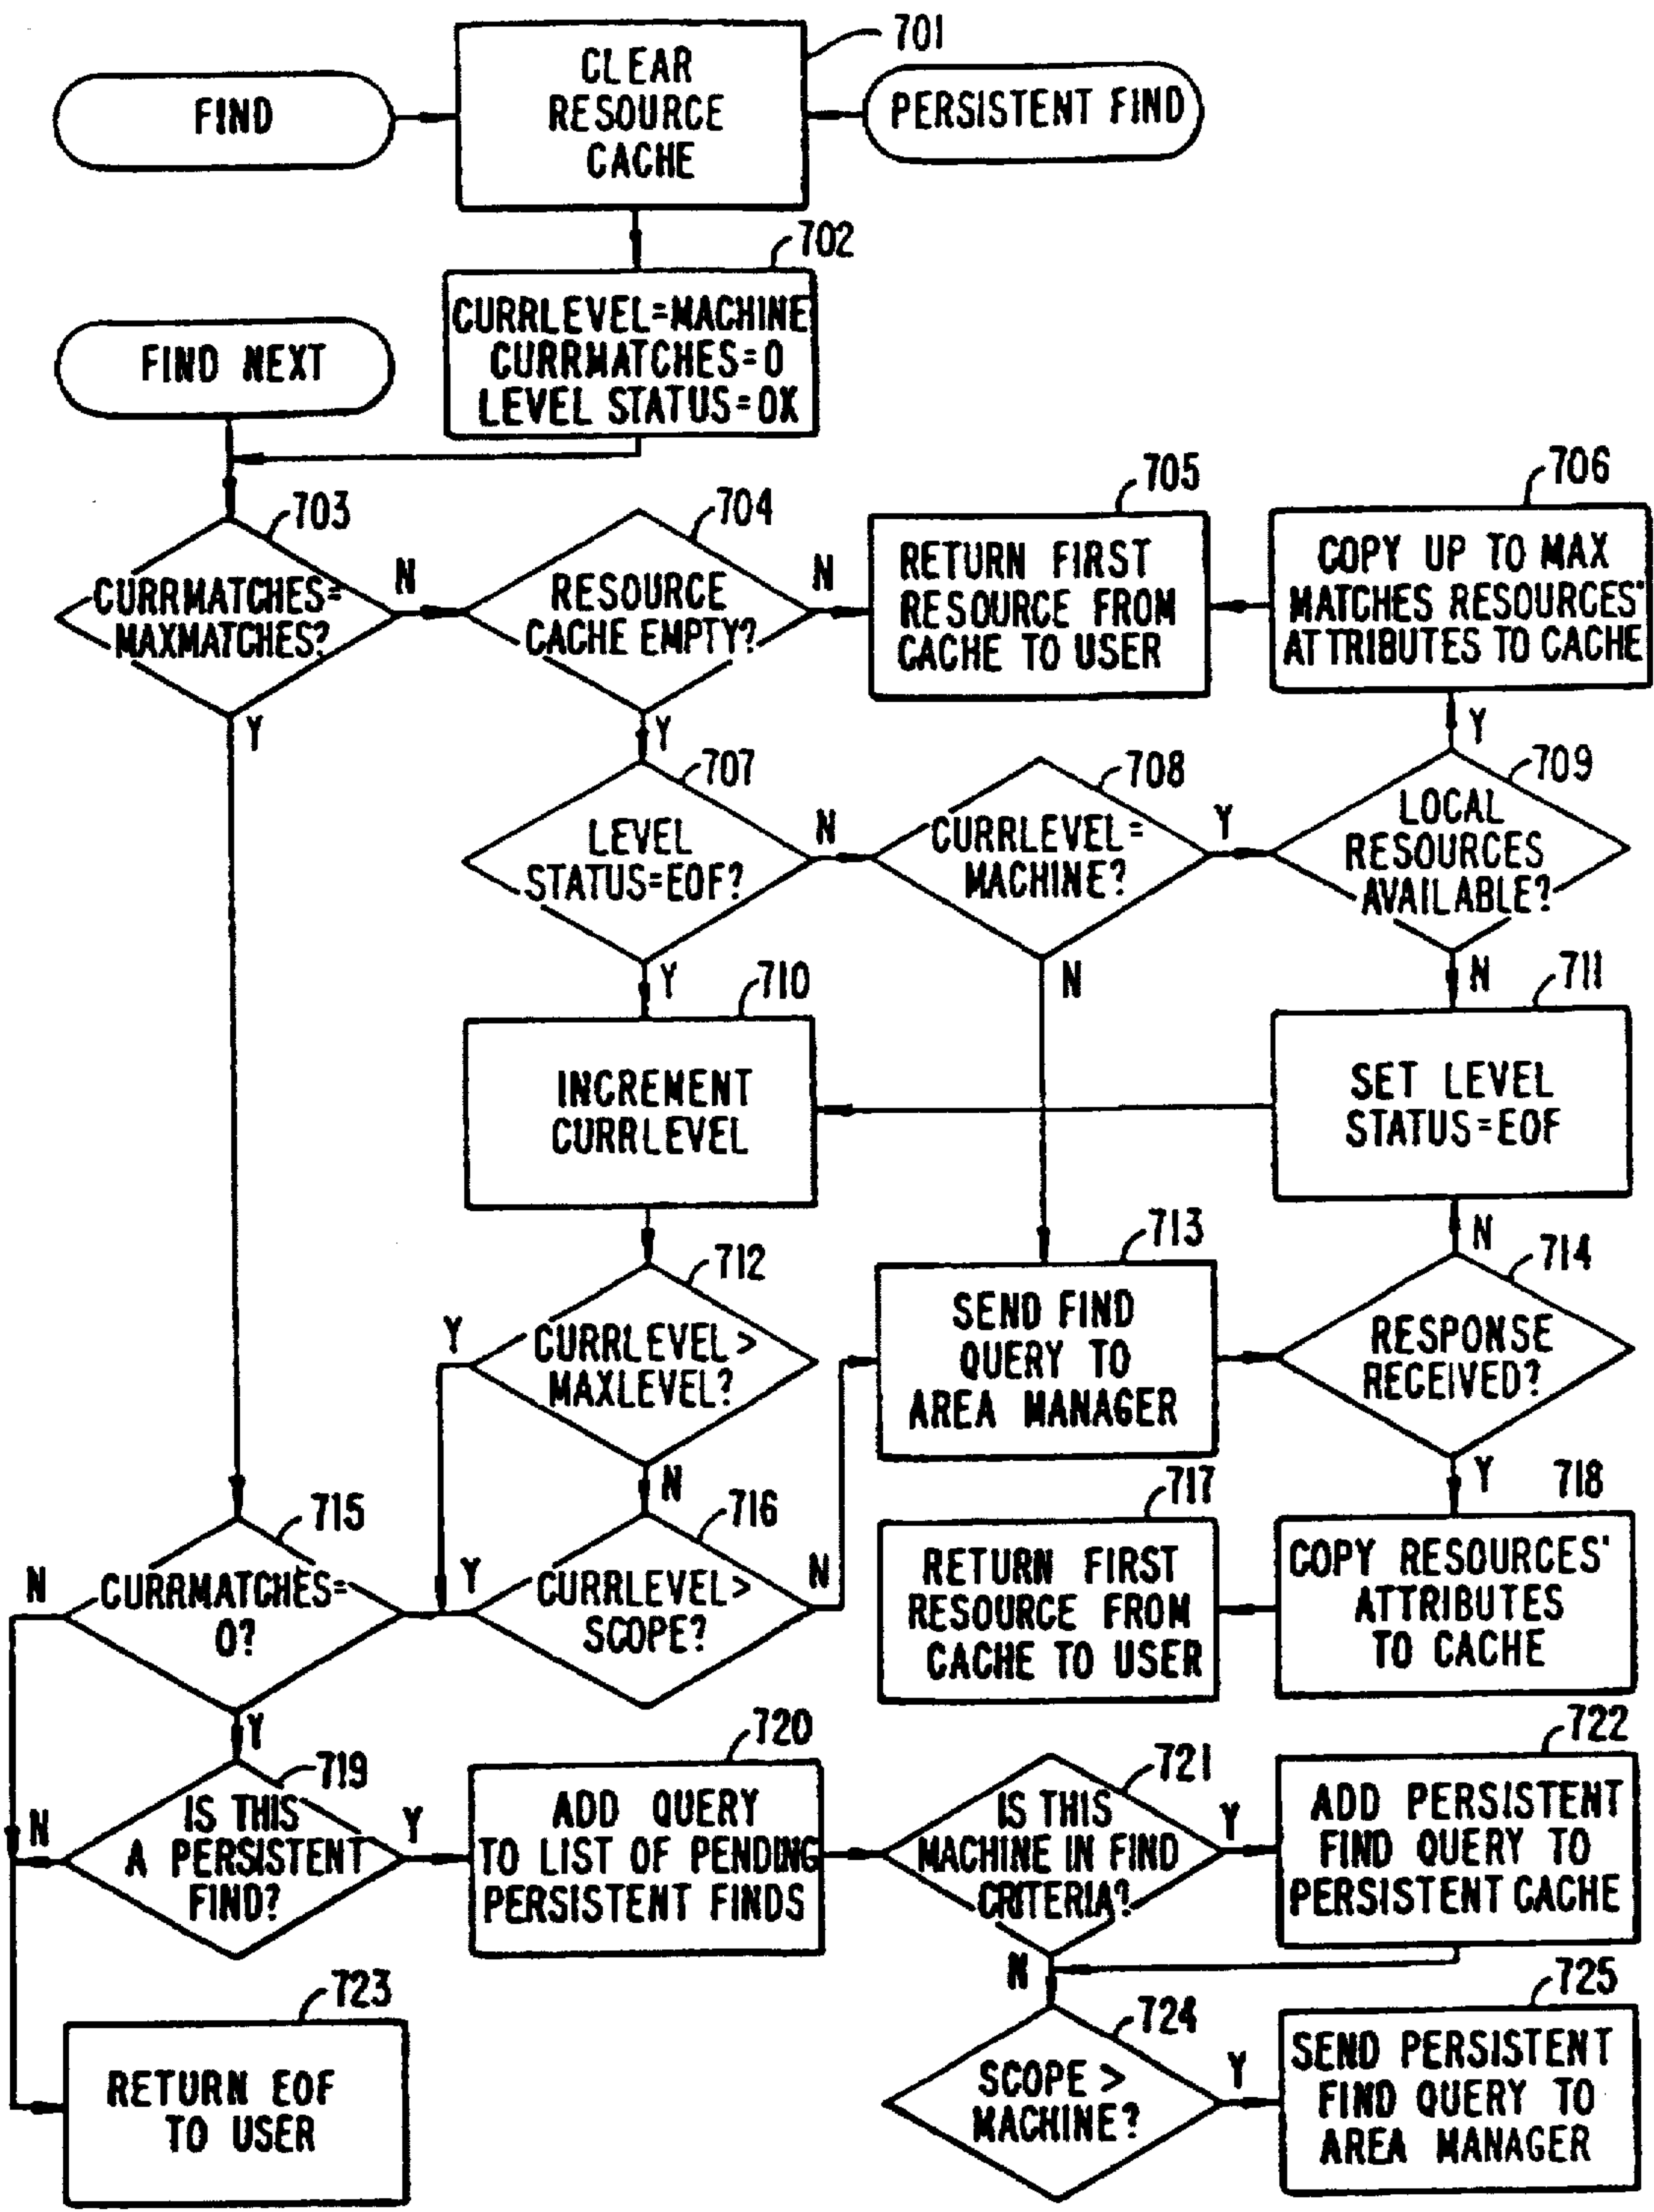 701
CLEAR
RESOURCE
CACHE
FIND
PERSISTENT FIND
702
CURRLEVEL=MACHINE
CURRMATCHES=0
LEVEL STATUS=OX
FIND NEXT
703
CURRMATCHES=
MAXMATCHES?
N
Y
704
RESOURCE
CACHE EMPTY?
N
Y
705
RETURN FIRST
RESOURCE FROM
CACHE TO USER
706
COPY UP TO MAX
MATCHES RESOURCES'
ATTRIBUTES TO CACHE
Y
707
LEVEL
STATUS=EOF?
N
Y
708
CURRLEVEL=
MACHINE?
Y
N
709
LOCAL
RESOURCES
AVAILABLE?
N
710
INCREMENT
CURRLEVEL
711
SET LEVEL
STATUS=EOF
N
712
CURRLEVEL>
MAXLEVEL?
Y
N
713
SEND FIND
QUERY TO
AREA MANAGER
714
RESPONSE
RECEIVED?
Y
715
CURRMATCHES=
0?
N
Y
716
CURRLEVEL>
SCOPE?
Y
N
717
RETURN FIRST
RESOURCE FROM
CACHE TO USER
718
COPY RESOURCES'
ATTRIBUTES
TO CACHE
719
IS THIS
A PERSISTENT
FIND?
N
Y
720
ADD QUERY
TO LIST OF PENDING
PERSISTENT FINDS
721
IS THIS
MACHINE IN FIND
CRITERIA?
Y
N
722
ADD PERSISTENT
FIND QUERY TO
PERSISTENT CACHE
723
RETURN EOF
TO USER
724
SCOPE >
MACHINE?
Y
725
SEND PERSISTENT
FIND QUERY TO
AREA MANAGER